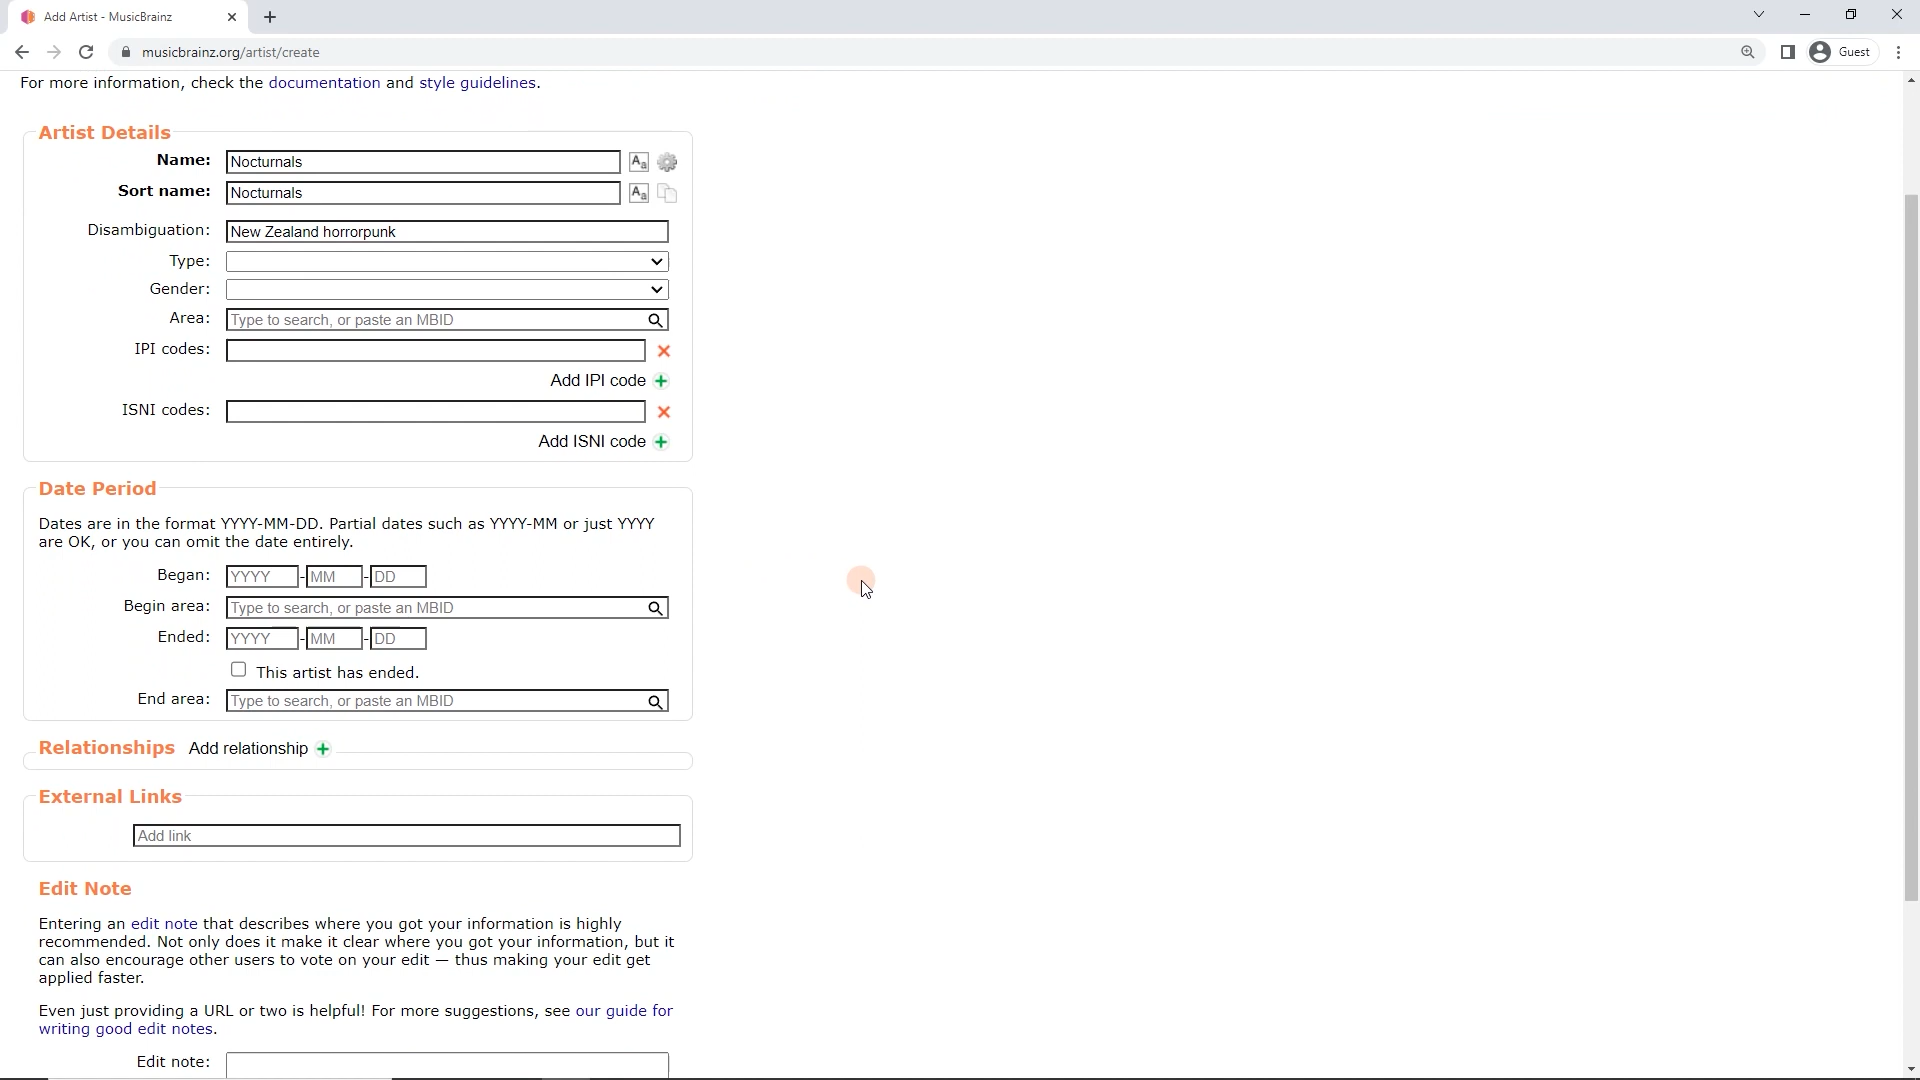 Add Artist - MusicBrainz
musicbrainz.org/artist/create
Guest
For more information, check the documentation and style guidelines.
Artist Details
Name: Nocturnals
Sort name: Nocturnals
Disambiguation: New Zealand horrorpunk
Type:
Gender:
Area: Type to search, or paste an MBID
IPI codes:
Add IPI code
ISNI codes:
Add ISNI code
Date Period
Dates are in the format YYYY-MM-DD. Partial dates such as YYYY-MM or just YYYY
are OK, or you can omit the date entirely.
Began: YYYY - MM - DD
Begin area: Type to search, or paste an MBID
Ended: YYYY - MM - DD
This artist has ended.
End area: Type to search, or paste an MBID
Relationships Add relationship
External Links
Add link
Edit Note
Entering an edit note that describes where you got your information is highly
recommended. Not only does it make it clear where you got your information, but it
can also encourage other users to vote on your edit — thus making your edit get
applied faster.
Even just providing a URL or two is helpful! For more suggestions, see our guide for
writing good edit notes.
Edit note: